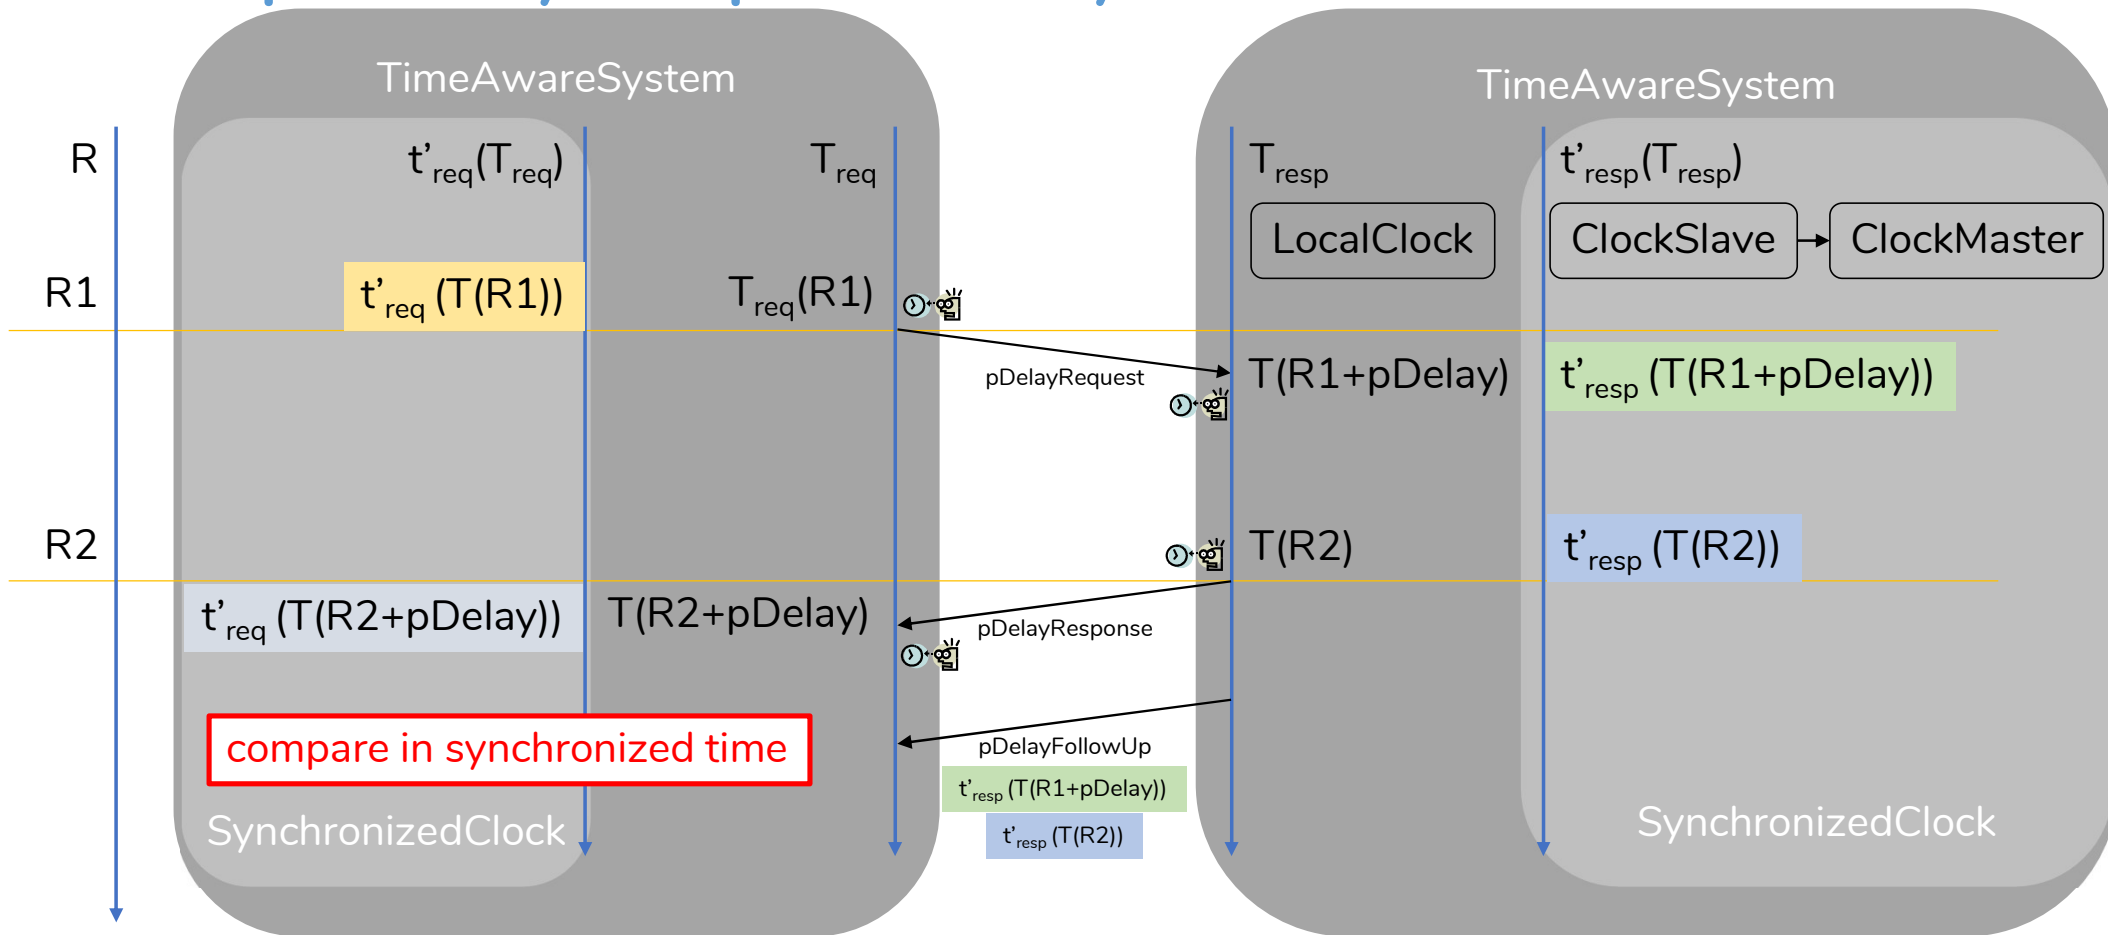 TimeAwareSystem
TimeAwareSystem
R
t’req(Treq)
Treq
Tresp
t’resp(Tresp)
LocalClock
ClockSlave
ClockMaster
R1
t’req (T(R1))
Treq(R1)
pDelayRequest
T(R1+pDelay)
t’resp (T(R1+pDelay))
R2
T(R2)
t’resp (T(R2))
t’req (T(R2+pDelay))
T(R2+pDelay)
pDelayResponse
compare in synchronized time
pDelayFollowUp
t’resp (T(R1+pDelay))
t’resp (T(R2))
SynchronizedClock
SynchronizedClock